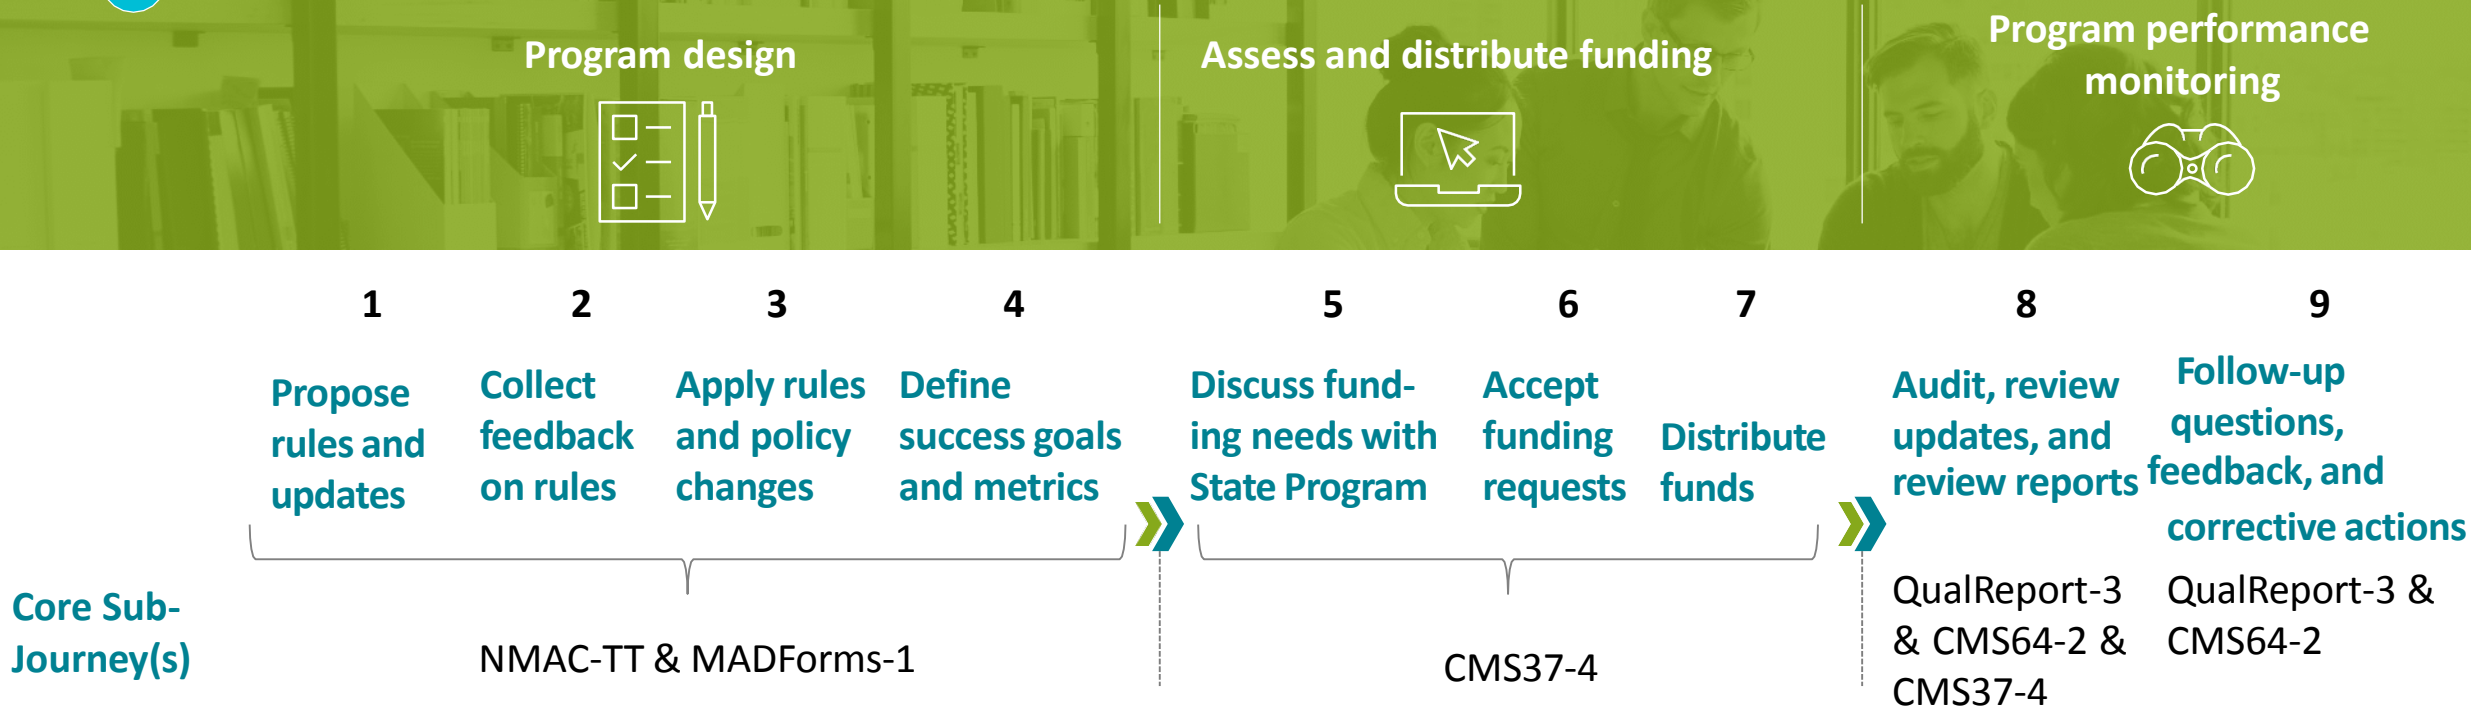 Program design
Assess and distribute funding
Program performance
monitoring
1
2
3
4
5
6
7
8
9
Propose
rules and
updates
Collect
feedback
on rules
Apply rules
and policy
changes
Define
success goals
and metrics
Discuss fund-
ing needs with
State Program
Accept
funding
requests
Distribute
funds
Audit, review
updates, and
review reports
Follow-up
questions,
feedback, and
corrective actions
Core Sub-
Journey(s)
NMAC-TT & MADForms-1
CMS37-4
QualReport-3
& CMS64-2 &
CMS37-4
QualReport-3 &
CMS64-2